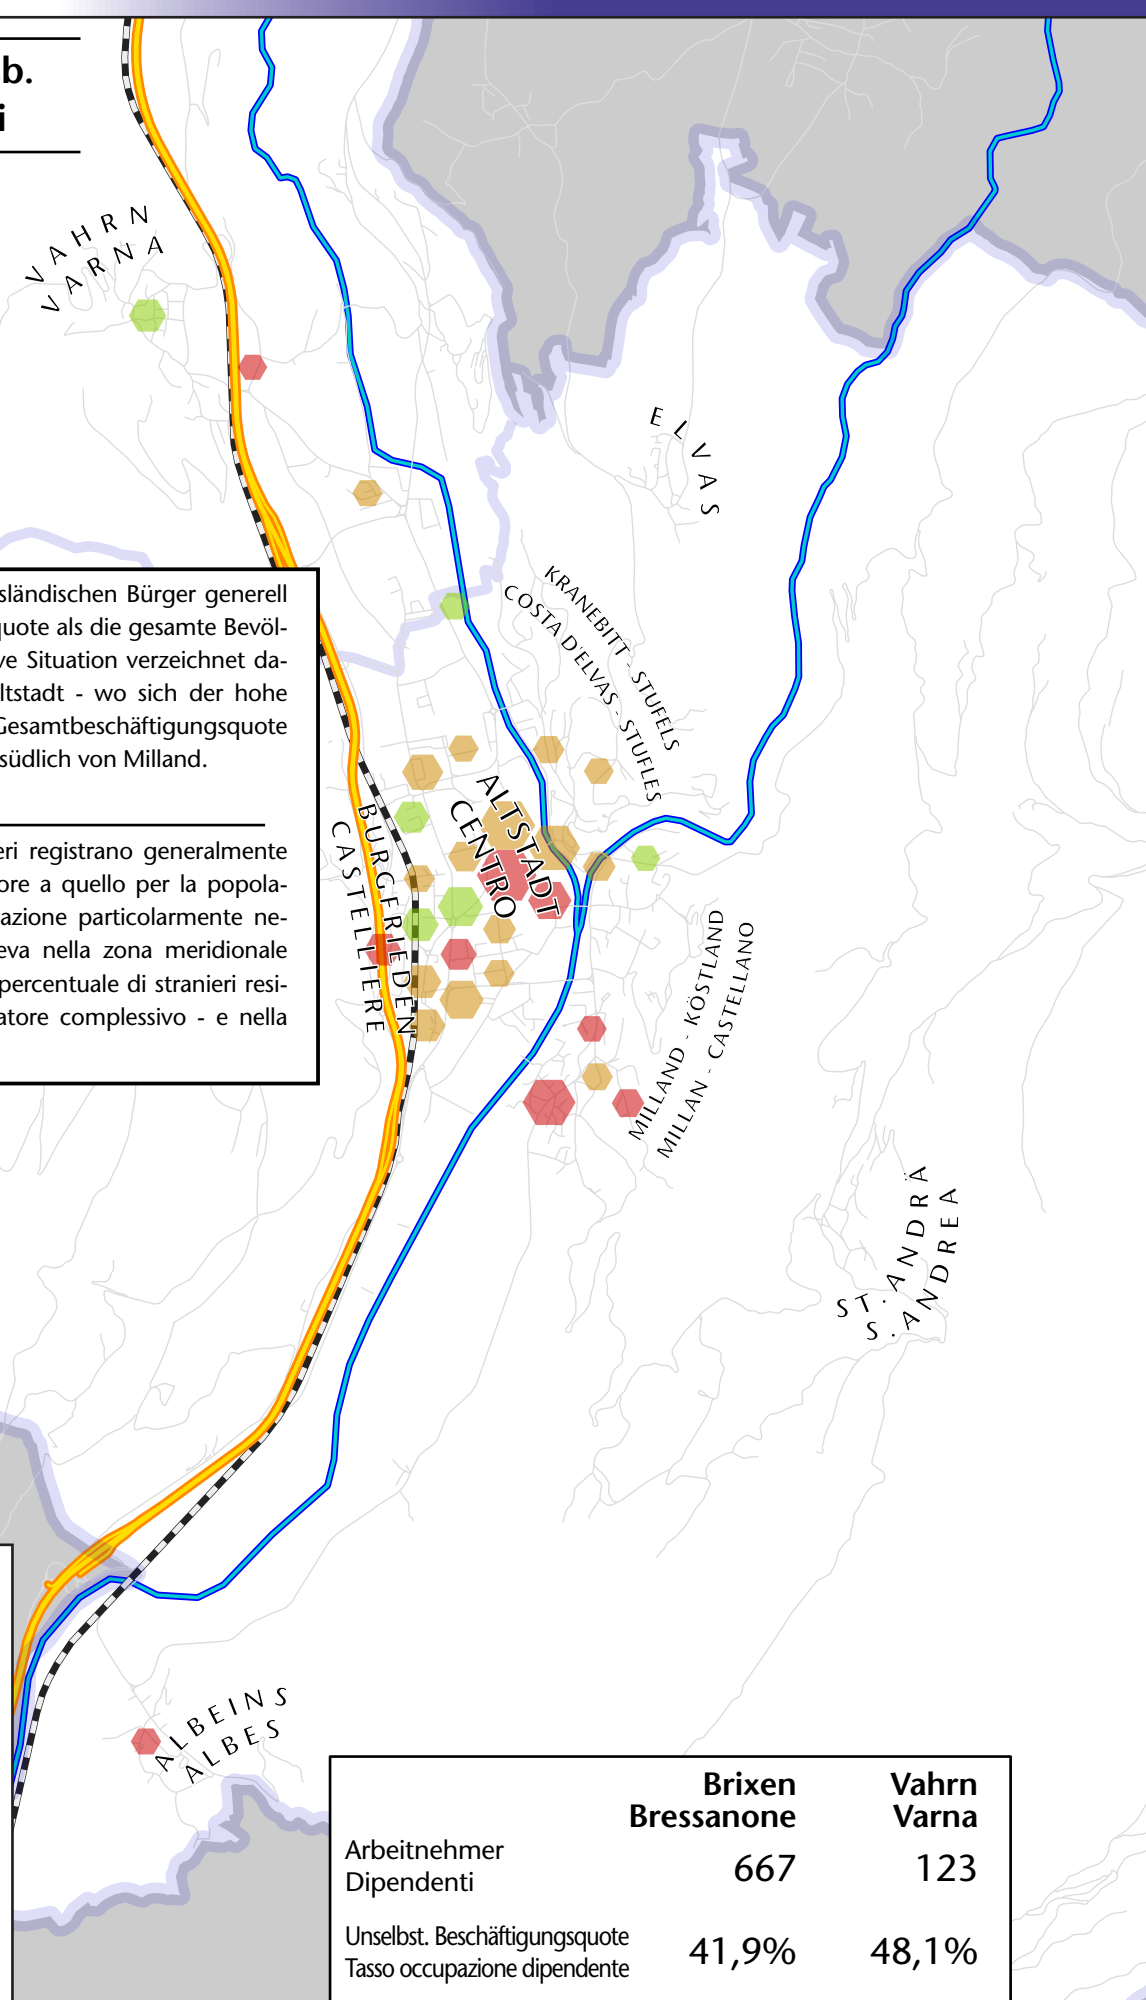 b.
i
VAHRN
VARNA
ELVAS
KRANEBITT - STUFELS
COSTA D'ELVAS - STUFLES
sländischen Bürger generell
quote als die gesamte Bevöl-
ve Situation verzeichnet da-
ltstadt - wo sich der hohe
Gesamtbeschäftigungsquote
südlich von Milland.
eri registrano generalmente
ore a quello per la popola-
azione particolarmente ne-
eva nella zona meridionale
percentuale di stranieri resi-
atore complessivo - e nella
ALTSTADT
CENTRO
BURGFRIEDEN
CASTELLIERE
MILLAND - KÖSTLAND
MILLAN - CASTELLANO
ST. ANDRÄ
S. ANDREA
ALBEINS
ALBES
Brixen Vahrn
Bressanone Varna
Arbeitnehmer
Dipendenti 667 123
Unselbst. Beschäftigungsquote
Tasso occupazione dipendente 41,9% 48,1%